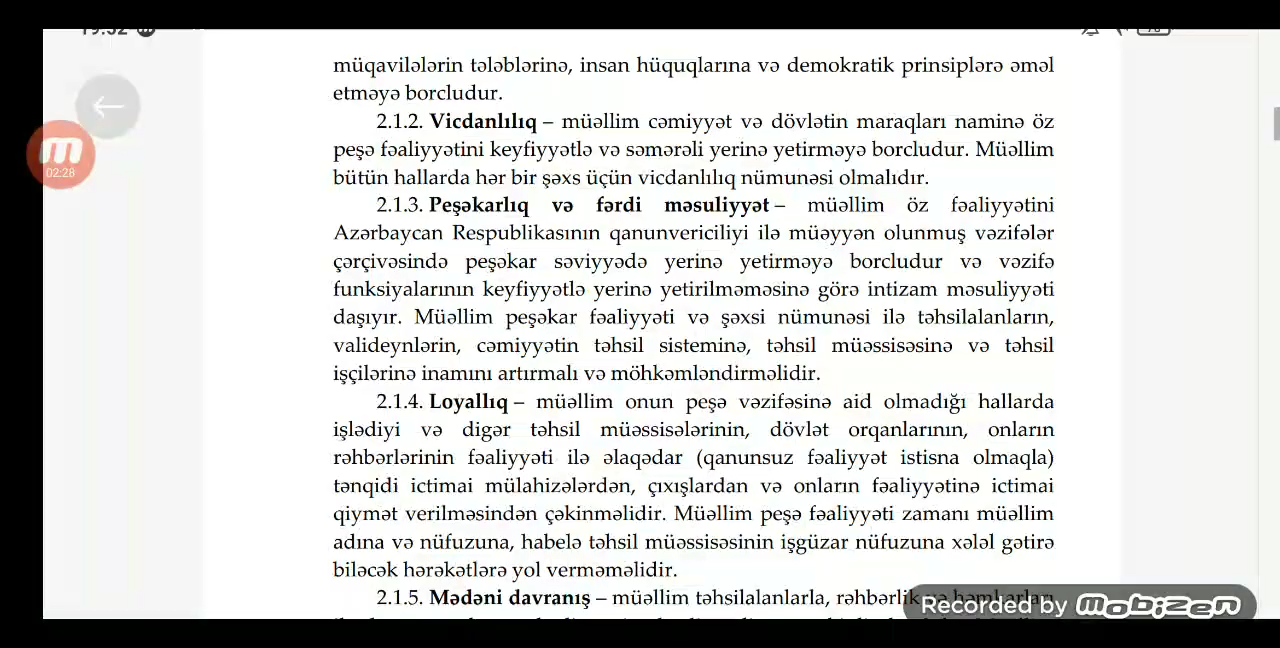 müqavilələrin tələblərinə, insan hüquqlarına və demokratik prinsiplərə əməl
etməyə borcludur.
2.1.2. Vicdanlılıq – müəllim cəmiyyət və dövlətin maraqları naminə öz
peşə fəaliyyətini keyfiyyətlə və səmərəli yerinə yetirməyə borcludur. Müəllim
bütün hallarda hər bir şəxs üçün vicdanlılıq nümunəsi olmalıdır.
2.1.3. Peşəkarlıq və fərdi məsuliyyət – müəllim öz fəaliyyətini
Azərbaycan Respublikasının qanunvericiliyi ilə müəyyən olunmuş vəzifələr
çərçivəsində peşəkar səviyyədə yerinə yetirməyə borcludur və vəzifə
funksiyalarının keyfiyyətlə yerinə yetirilməməsinə görə intizam məsuliyyəti
daşıyır. Müəllim peşəkar fəaliyyəti və şəxsi nümunəsi ilə təhsilalanların,
valideynlərin, cəmiyyətin təhsil sisteminə, təhsil müəssisəsinə və təhsil
işçilərinə inamını artırmalı və möhkəmləndirməlidir.
2.1.4. Loyallıq – müəllim onun peşə vəzifəsinə aid olmadığı hallarda
işlədiyi və digər təhsil müəssisələrinin, dövlət orqanlarının, onların
rəhbərlərinin fəaliyyəti ilə əlaqədar (qanunsuz fəaliyyət istisna olmaqla)
tənqidi ictimai mülahizələrdən, çıxışlardan və onların fəaliyyətinə ictimai
qiymət verilməsindən çəkinməlidir. Müəllim peşə fəaliyyəti zamanı müəllim
adına və nüfuzuna, habelə təhsil müəssisəsinin işgüzar nüfuzuna xələl gətirə
biləcək hərəkətlərə yol verməməlidir.
2.1.5. Mədəni davranış – müəllim təhsilalanlarla, rəhbərlik
02:28
Recorded by mobizen